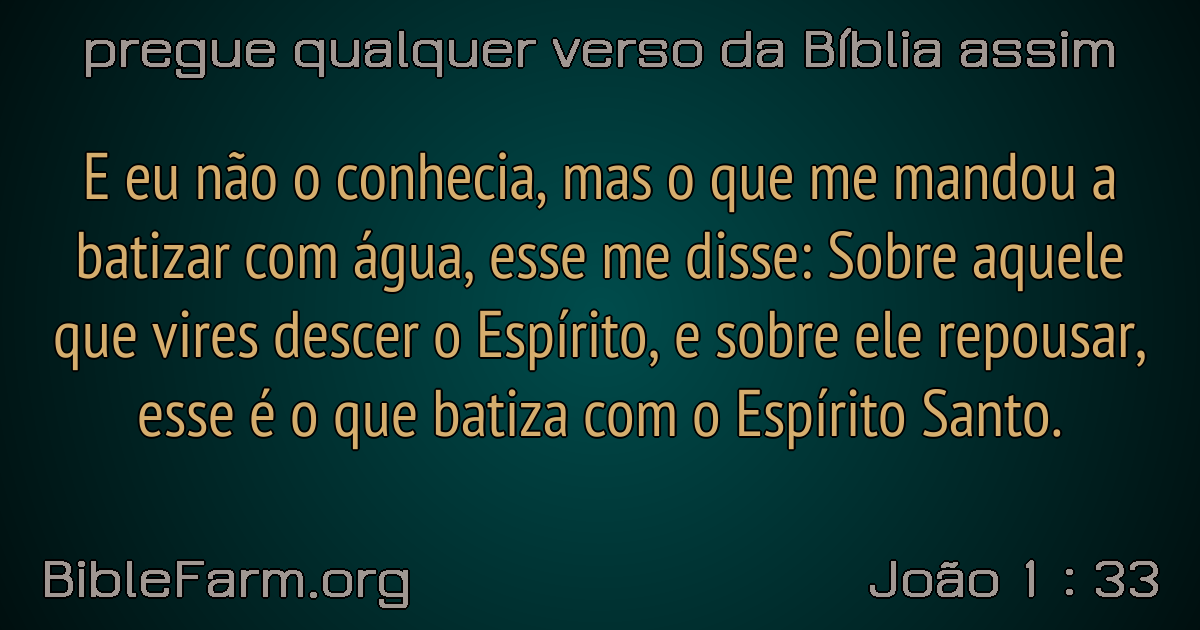 pregue qualquer verso da Bíblia assim
E eu não o conhecia, mas o que me mandou a
batizar com água, esse me disse: Sobre aquele
que vires descer o Espírito, e sobre ele repousar,
esse é o que batiza com o Espírito Santo.
BibleFarm.org
João 1 : 33